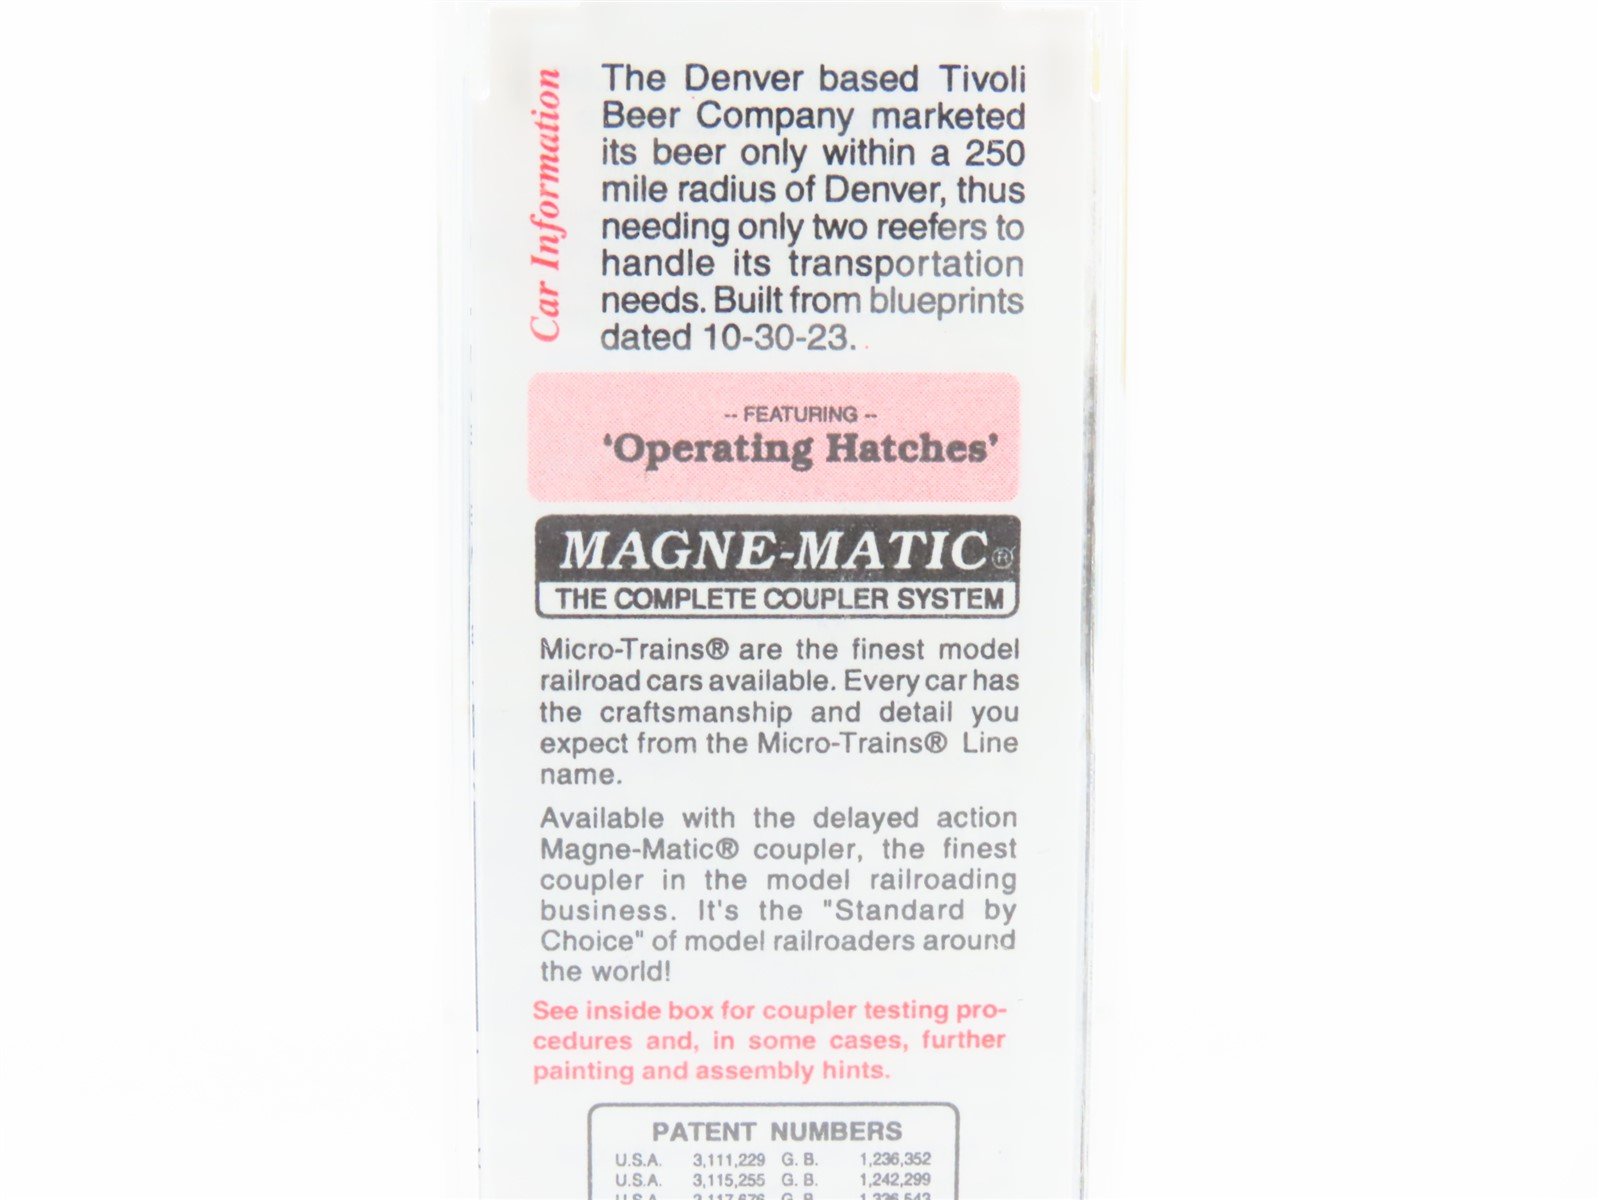 Car Information
The Denver based Tivoli
Beer Company marketed
its beer only within a 250
mile radius of Denver, thus
needing only two reefers to
handle its transportation
needs. Built from blueprints
dated 10-30-23.
-- FEATURING --
'Operating Hatches'
MAGNE-MATIC®
THE COMPLETE COUPLER SYSTEM
Micro-Trains® are the finest model
railroad cars available. Every car has
the craftsmanship and detail you
expect from the Micro-Trains® Line
name.
Available with the delayed action
Magne-Matic® coupler, the finest
coupler in the model railroading
business. It's the "Standard by
Choice" of model railroaders around
the world!
See inside box for coupler testing pro-
cedures and, in some cases, further
painting and assembly hints.
PATENT NUMBERS
U.S.A. 3,111,229 G. B. 1,236,352
U.S.A. 3,115,255 G. B. 1,242,299
U.S.A. G. B.